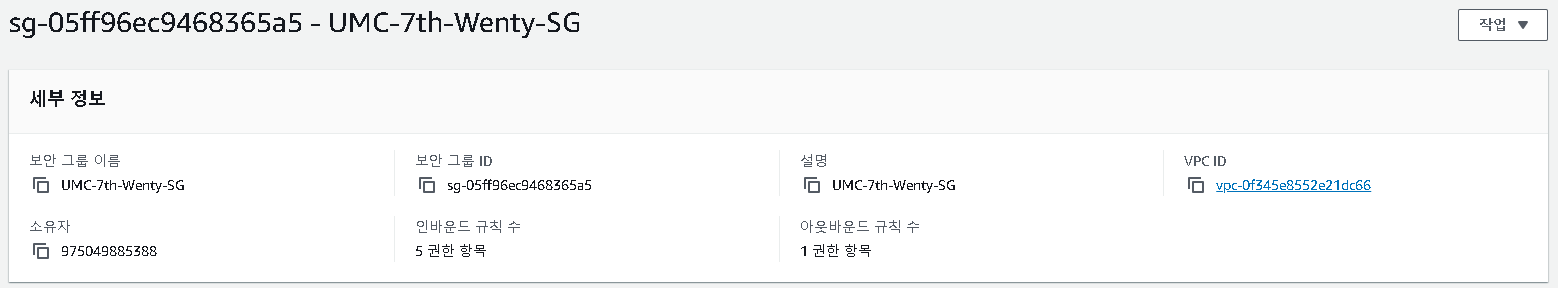 sg-05ff96ec9468365a5 - UMC-7th-Wenty-SG
작업
세부 정보
보안 그룹 이름
UMC-7th-Wenty-SG
보안 그룹 ID
sg-05ff96ec9468365a5
설명
UMC-7th-Wenty-SG
VPC ID
vpc-0f345e8552e21dc66
소유자
975049885388
인바운드 규칙 수
5 권한 항목
아웃바운드 규칙 수
1 권한 항목